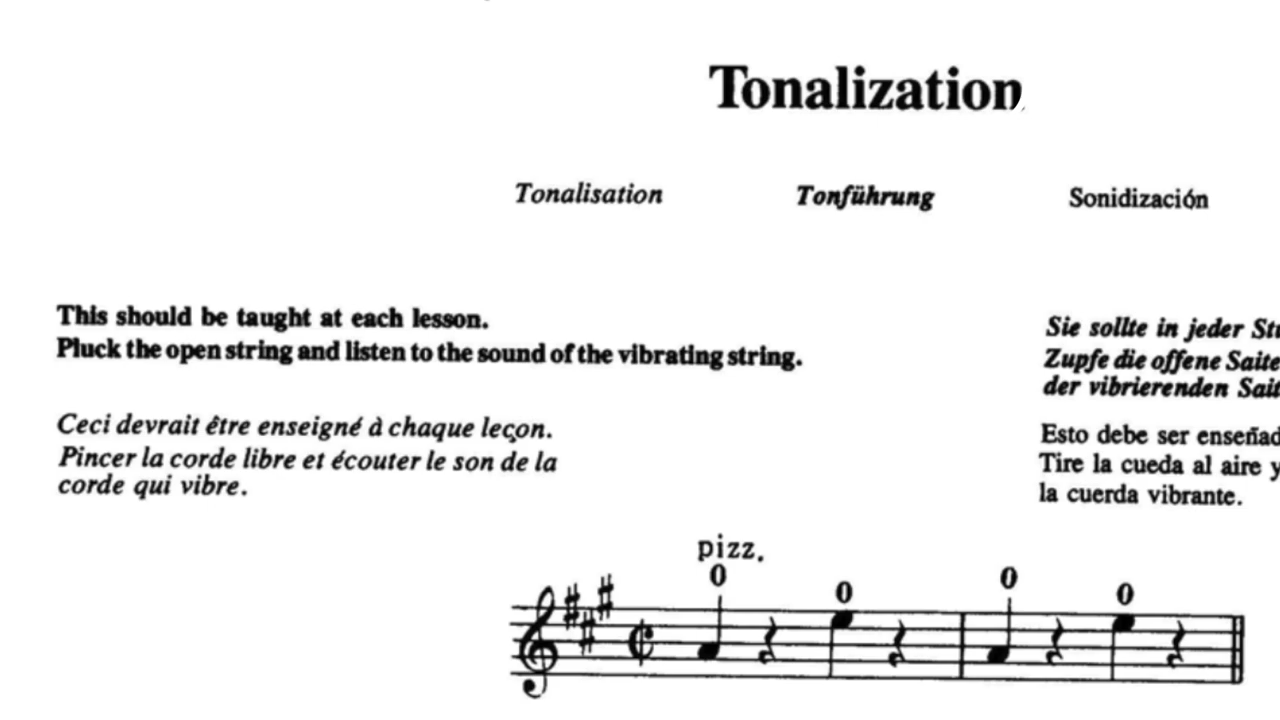 Tonalization
Tonalisation Tonführung Sonidización
This should be taught at each lesson.
Pluck the open string and listen to the sound of the vibrating string.
Ceci devrait être enseigné à chaque leçon.
Pincer la corde libre et écouter le son de la
corde qui vibre.
Sie sollte in jeder
Zupfe die offene Saite
der vibrierenden
Esto debe ser
Tire la cueda al aire y
la cuerda vibrante.
pizz.
0 0 0 0